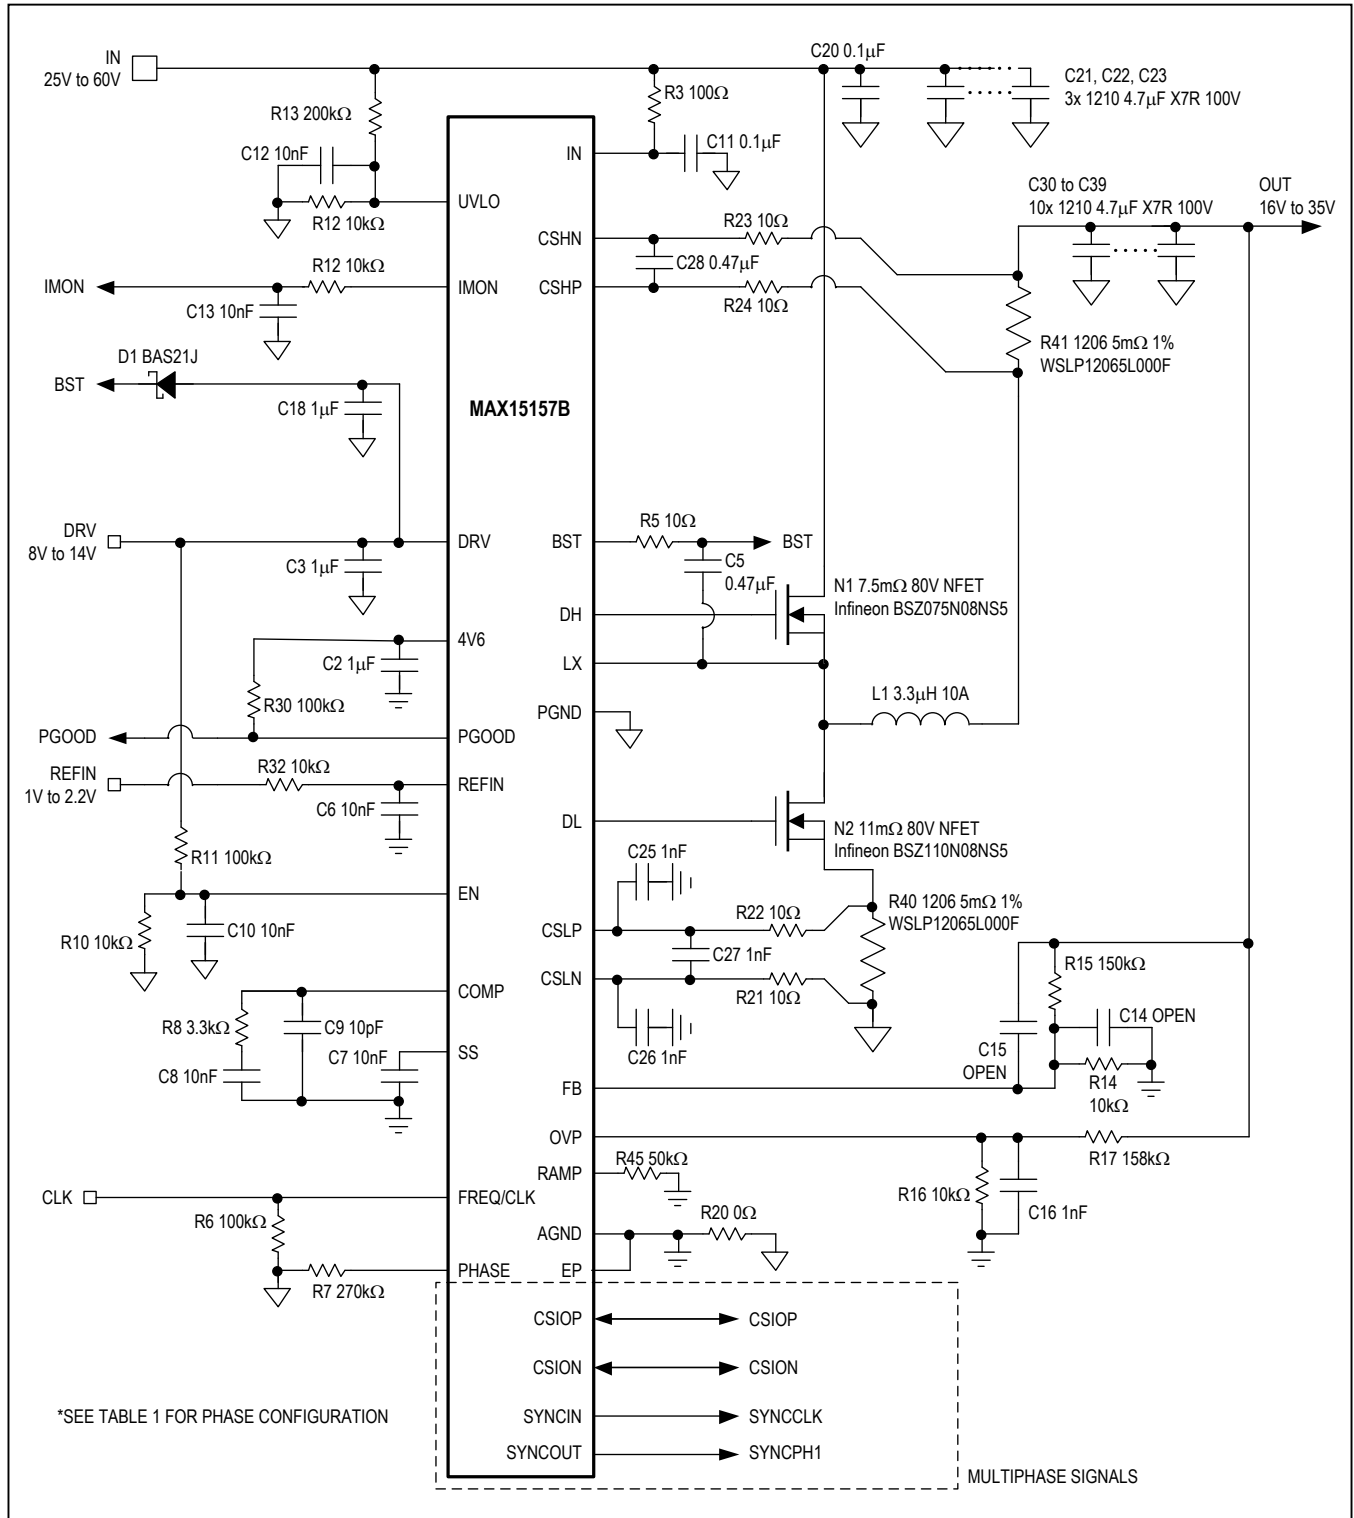 IN
25V to 60V
R13 200kΩ
C12 10nF
R12 10kΩ
UVLO
IMON
R12 10kΩ
IMON
C13 10nF
D1 BAS21J
BST
C18 1µF
DRV
8V to 14V
DRV
C3 1µF
4V6
C2 1µF
R30 100kΩ
PGOOD
PGOOD
REFIN
1V to 2.2V
R32 10kΩ
REFIN
C6 10nF
R11 100kΩ
EN
R10 10kΩ
C10 10nF
COMP
R8 3.3kΩ
C9 10pF
C7 10nF
SS
C8 10nF
CLK
FREQ/CLK
R6 100kΩ
R7 270kΩ
PHASE
MAX15157B
C20 0.1µF
C21, C22, C23
3x 1210 4.7µF X7R 100V
R3 100Ω
IN
C11 0.1µF
C30 to C39
10x 1210 4.7µF X7R 100V
OUT
16V to 35V
CSHN
R23 10Ω
C28 0.47µF
CSHP
R24 10Ω
R41 1206 5mΩ 1%
WSLP12065L000F
BST
R5 10Ω
BST
C5
0.47µF
N1 7.5mΩ 80V NFET
Infineon BSZ075N08NS5
DH
LX
L1 3.3µH 10A
PGND
DL
N2 11mΩ 80V NFET
Infineon BSZ110N08NS5
C25 1nF
R40 1206 5mΩ 1%
WSLP12065L000F
CSLP
R22 10Ω
C27 1nF
CSLN
R21 10Ω
C26 1nF
R15 150kΩ
C14 OPEN
C15
OPEN
R14
10kΩ
FB
OVP
R17 158kΩ
R45 50kΩ
RAMP
R16 10kΩ
C16 1nF
AGND
R20 0Ω
EP
CSIOP
CSIOP
CSION
CSION
SYNCIN
SYNCCLK
SYNCOUT
SYNCPH1
*SEE TABLE 1 FOR PHASE CONFIGURATION
MULTIPHASE SIGNALS